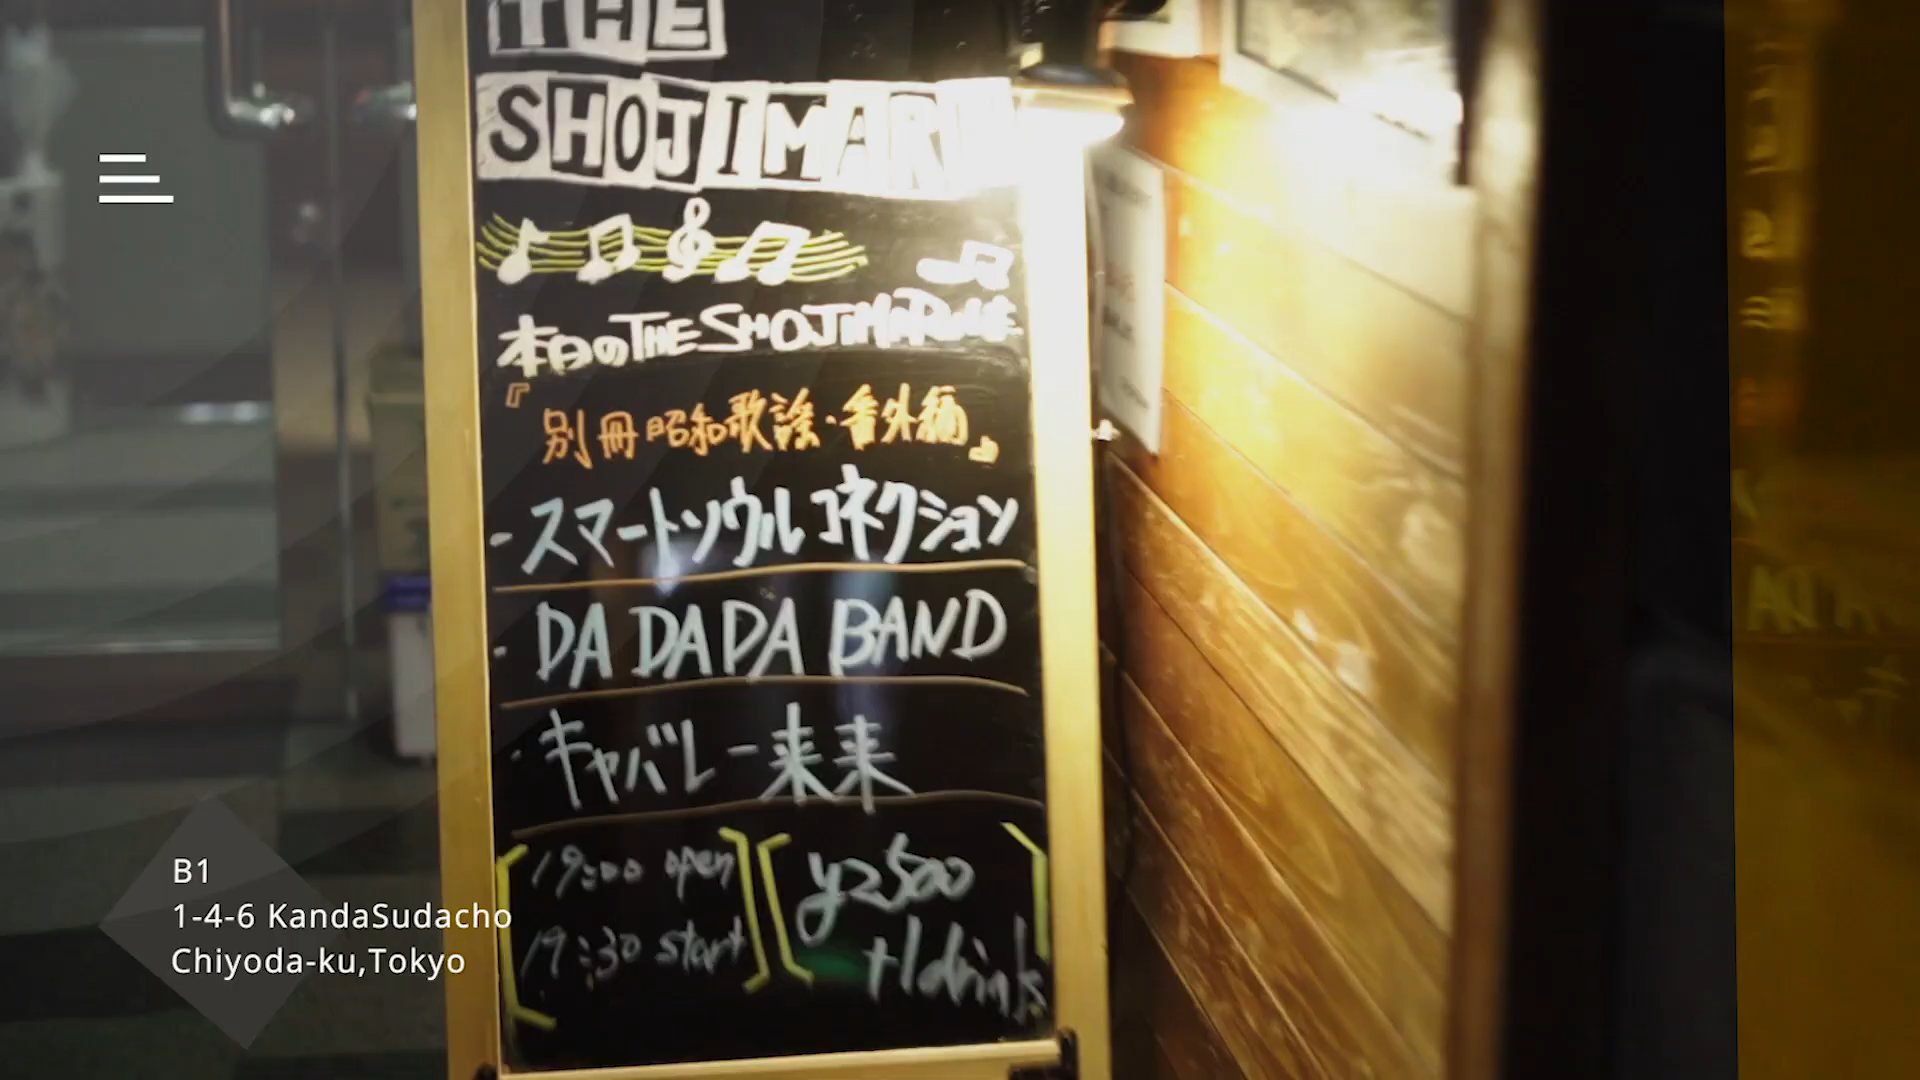 THE
SHOJIMARU
本日のTHE SHOJIMARUは
『別冊昭和歌謡・番外編』
- スマートソウルコネクション
・DADADA BAND
・キャバレー来来
19:00 open
19:30 start
¥2500
+1drink
B1
1-4-6 KandaSudacho
Chiyoda-ku,Tokyo